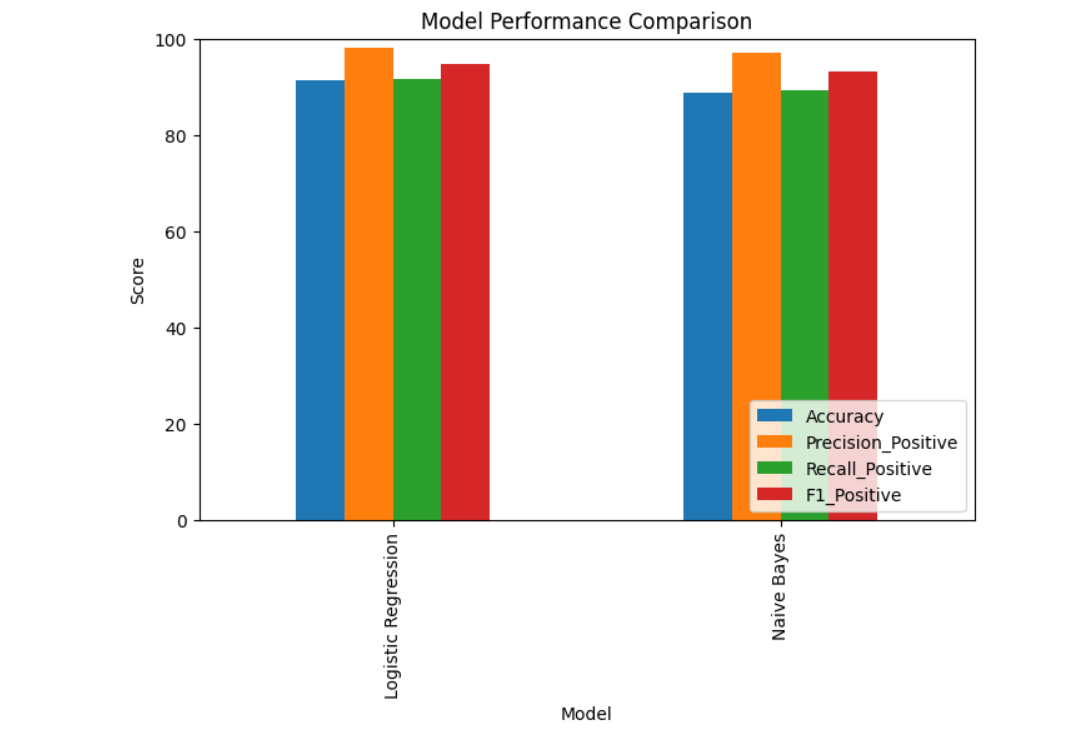 Model Performance Comparison
100
80
60
40
20
0
Score
Accuracy
Precision_Positive
Recall_Positive
F1_Positive
Logistic Regression
Naive Bayes
Model